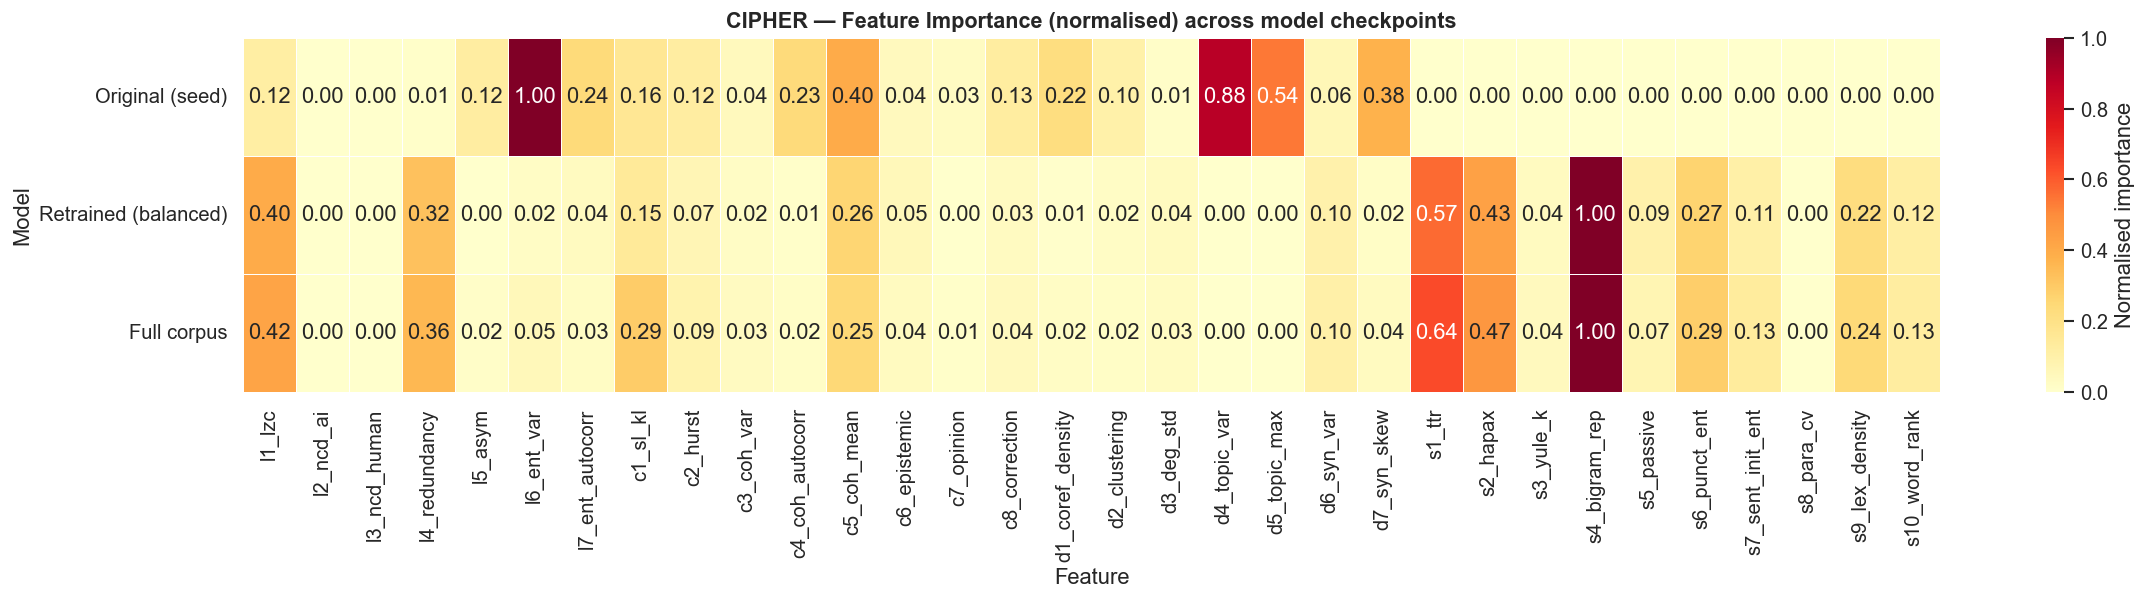 CIPHER — Feature Importance (normalised) across model checkpoints
Model
Original (seed) 0.12 0.00 0.00 0.01 0.12 1.00 0.24 0.16 0.12 0.04 0.23 0.40 0.04 0.03 0.13 0.22 0.10 0.01 0.88 0.54 0.06 0.38 0.00 0.00 0.00 0.00 0.00 0.00 0.00 0.00 0.00 0.00
Retrained (balanced) 0.40 0.00 0.00 0.32 0.00 0.02 0.04 0.15 0.07 0.02 0.01 0.26 0.05 0.00 0.03 0.01 0.02 0.04 0.00 0.00 0.10 0.02 0.57 0.43 0.04 1.00 0.09 0.27 0.11 0.00 0.22 0.12
Full corpus 0.42 0.00 0.00 0.36 0.02 0.05 0.03 0.29 0.09 0.03 0.02 0.25 0.04 0.01 0.04 0.02 0.02 0.03 0.00 0.00 0.10 0.04 0.64 0.47 0.04 1.00 0.07 0.29 0.13 0.00 0.24 0.13
l1_lzc
l2_ncd_ai
l3_ncd_human
l4_redundancy
l5_asym
l6_ent_var
l7_ent_autocorr
c1_sl_kl
c2_hurst
c3_coh_var
c4_coh_autocorr
c5_coh_mean
c6_epistemic
c7_opinion
c8_correction
d1_coref_density
d2_clustering
d3_deg_std
d4_topic_var
d5_topic_max
d6_syn_var
d7_syn_skew
s1_ttr
s2_hapax
s3_yule_k
s4_bigram_rep
s5_passive
s6_punct_ent
s7_sent_init_ent
s8_para_cv
s9_lex_density
s10_word_rank
Feature
1.0
0.8
0.6
0.4
0.2
0.0
Normalised importance